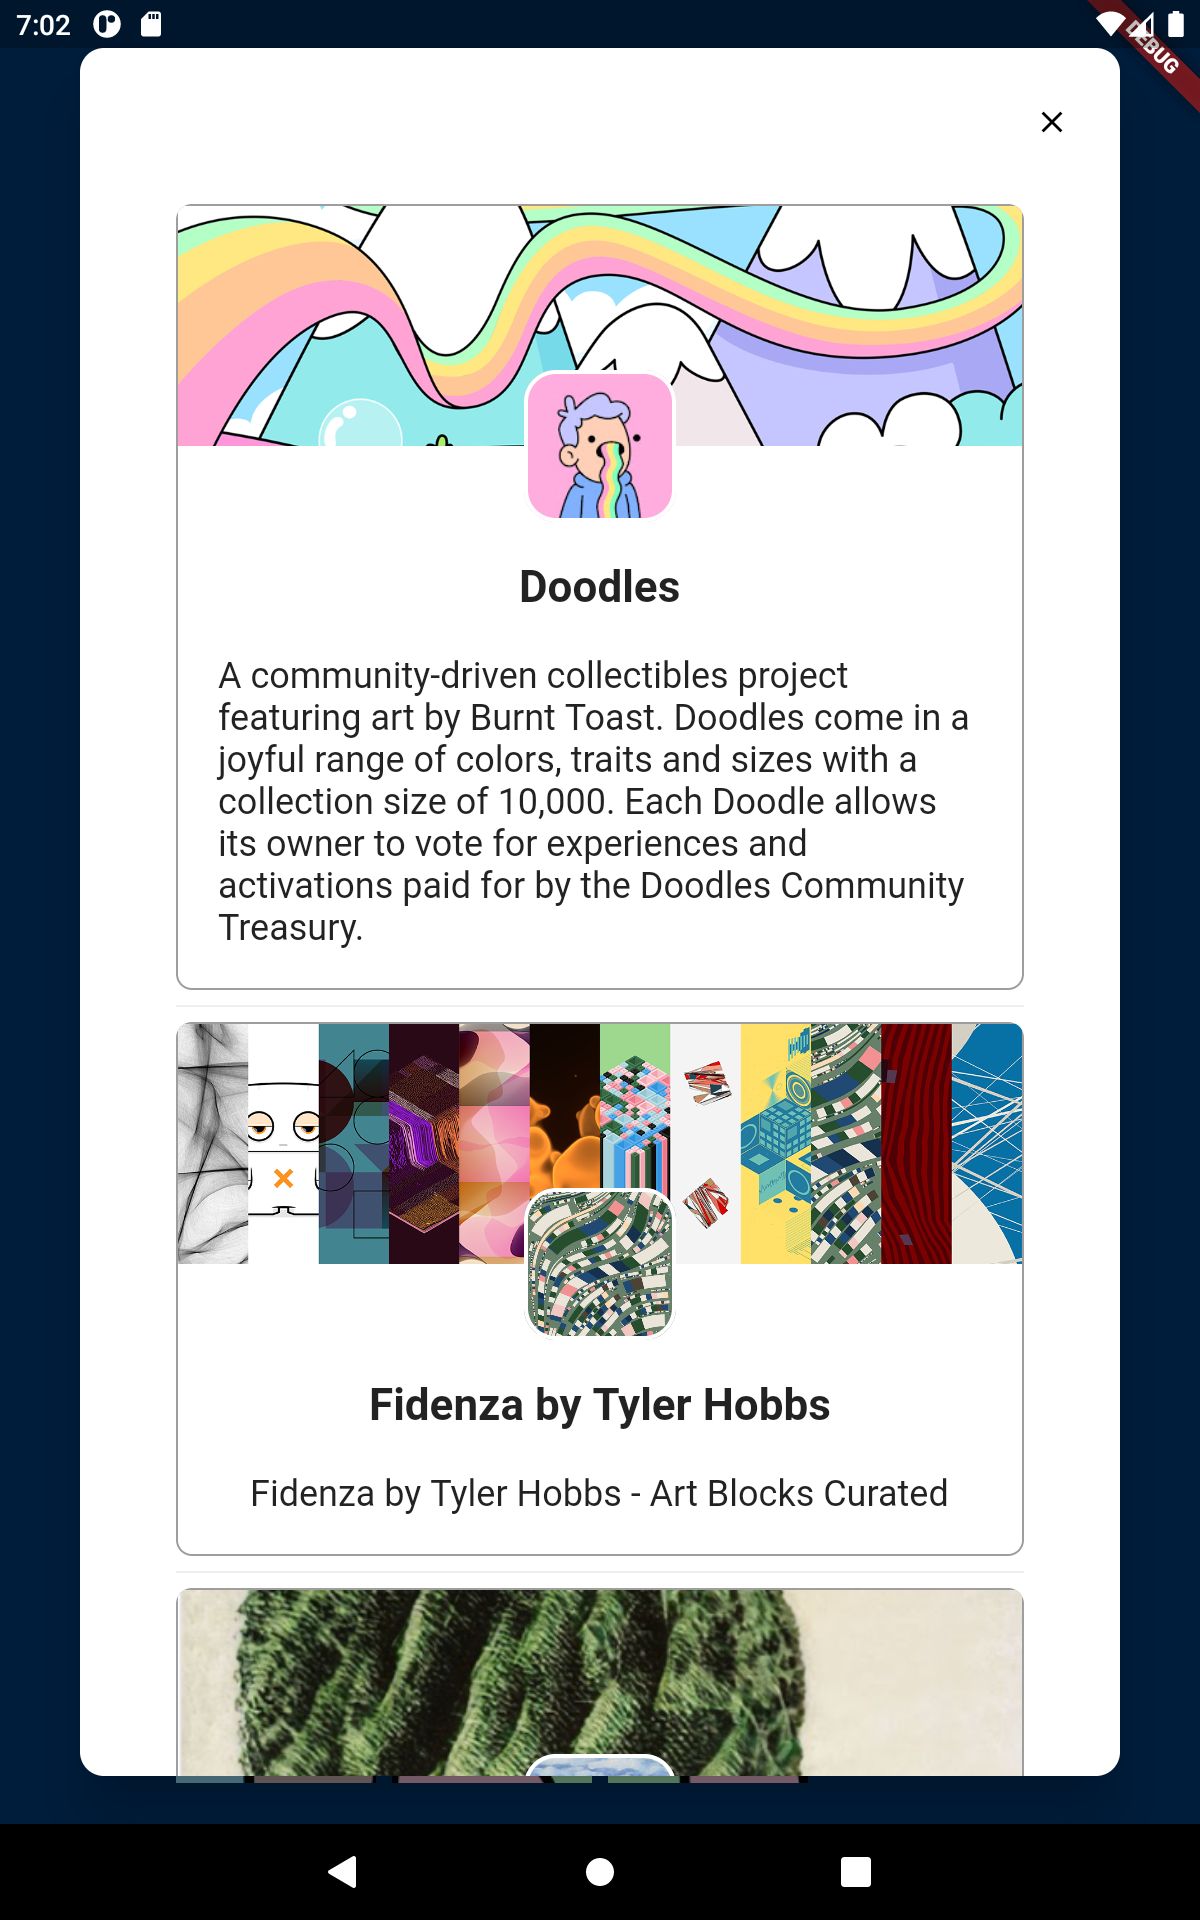 7:02
DEBUG
Doodles
A community-driven collectibles project
featuring art by Burnt Toast. Doodles come in a
joyful range of colors, traits and sizes with a
collection size of 10,000. Each Doodle allows
its owner to vote for experiences and
activations paid for by the Doodles Community
Treasury.
Fidenza by Tyler Hobbs
Fidenza by Tyler Hobbs - Art Blocks Curated